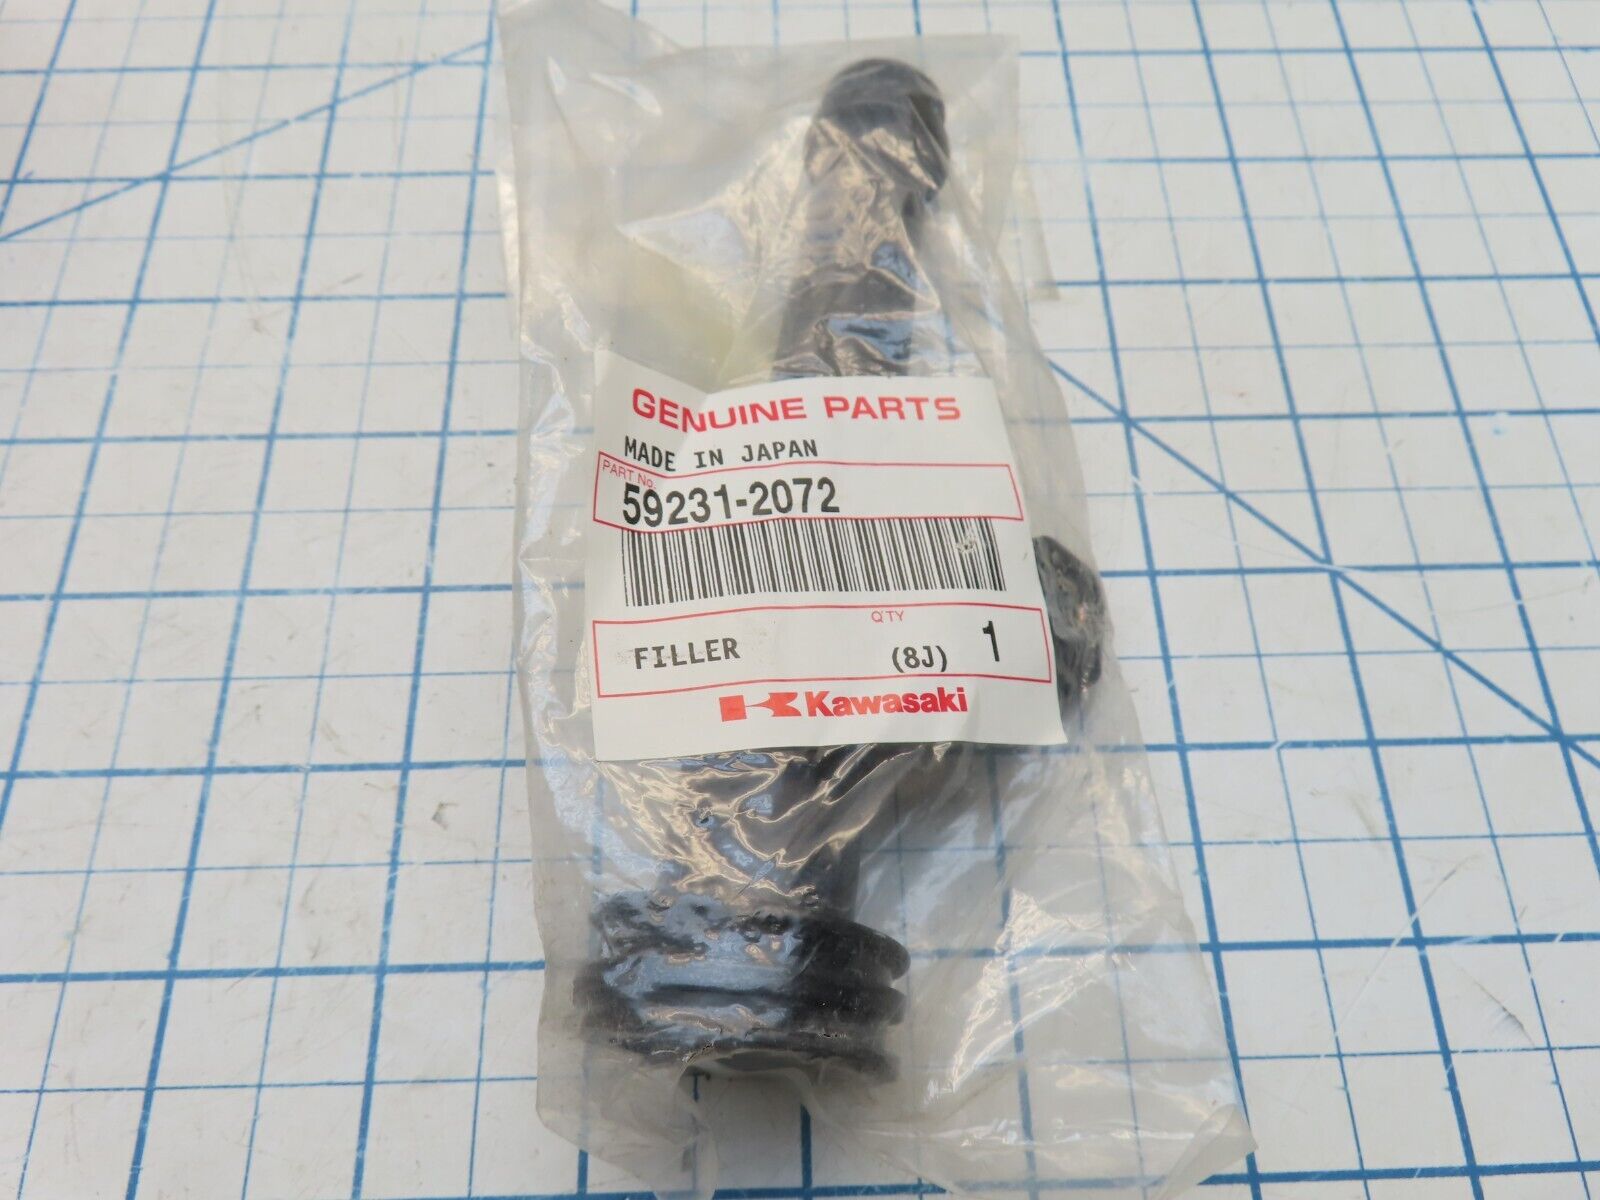 GENUINE PARTS
MADE IN JAPAN
PART No.
59231-2072
Q'TY
FILLER (8J) 1
Kawasaki